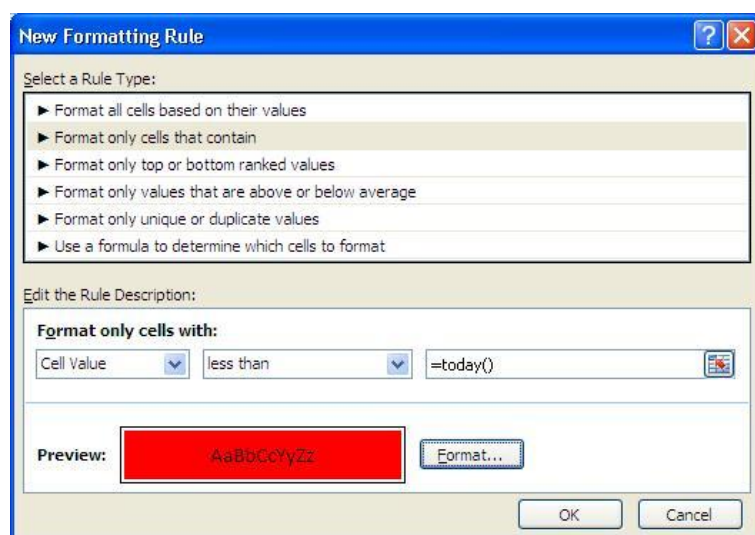 New Formatting Rule
Select a Rule Type:
► Format all cells based on their values
► Format only cells that contain
► Format only top or bottom ranked values
► Format only values that are above or below average
► Format only unique or duplicate values
► Use a formula to determine which cells to format
Edit the Rule Description:
Format only cells with:
Cell Value less than =today()
Preview: AaBbCcYyZz Format...
OK Cancel